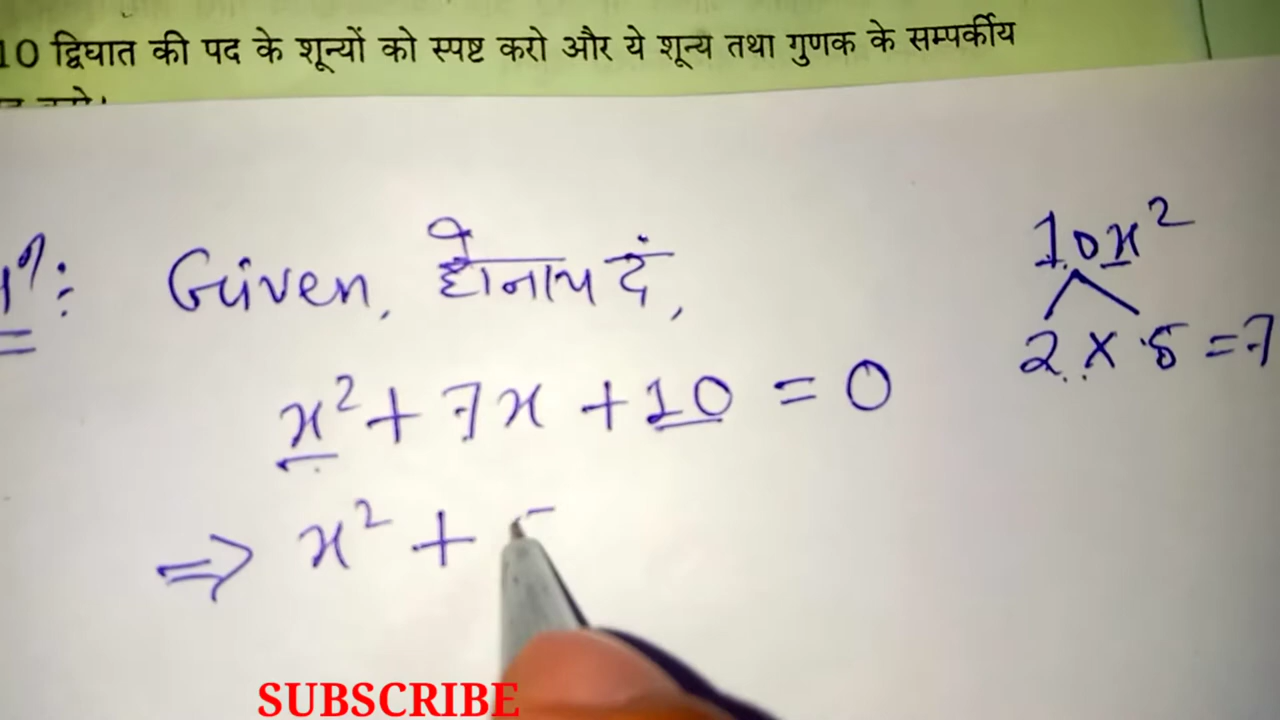 10 द्विघात की पद के शून्यों को स्पष्ट करो और ये शून्य तथा गुणक के सम्पर्कीय
Given,
x² + 7x + 10 = 0
⇒ x² + 5
10x²
2 × 5 = 7
SUBSCRIBE